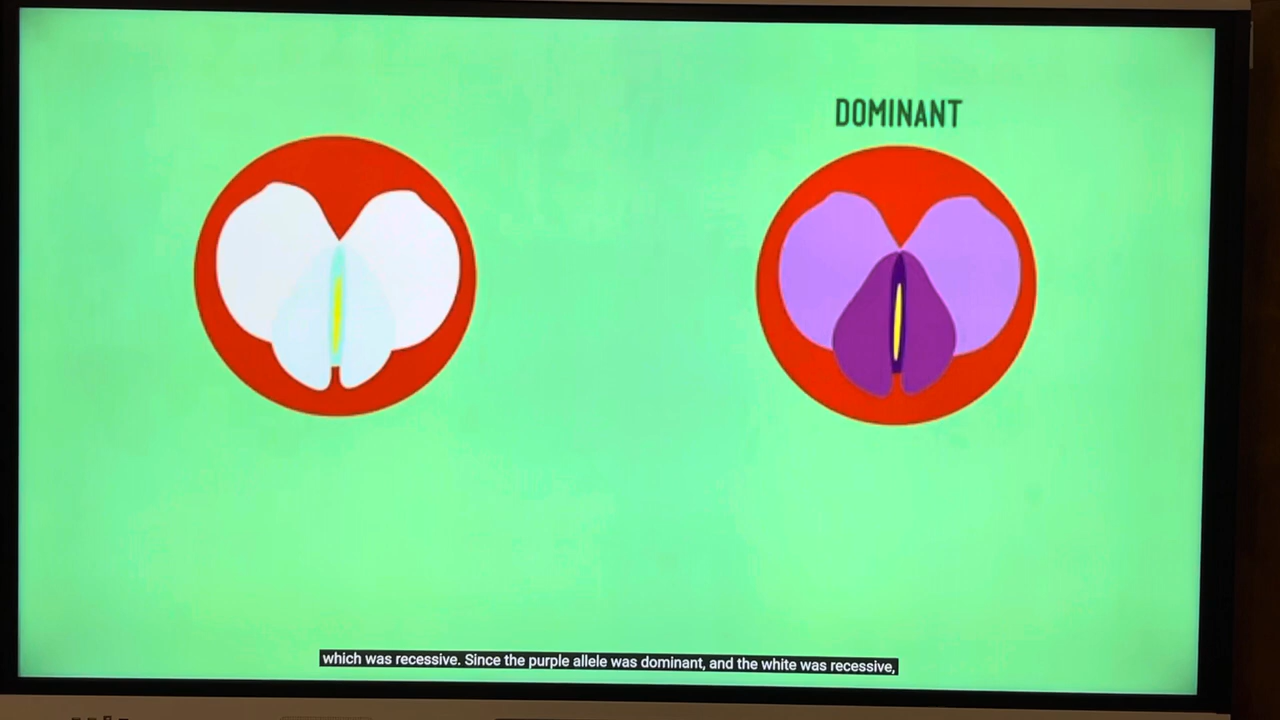 DOMINANT
which was recessive. Since the purple allele was dominant, and the white was recessive,